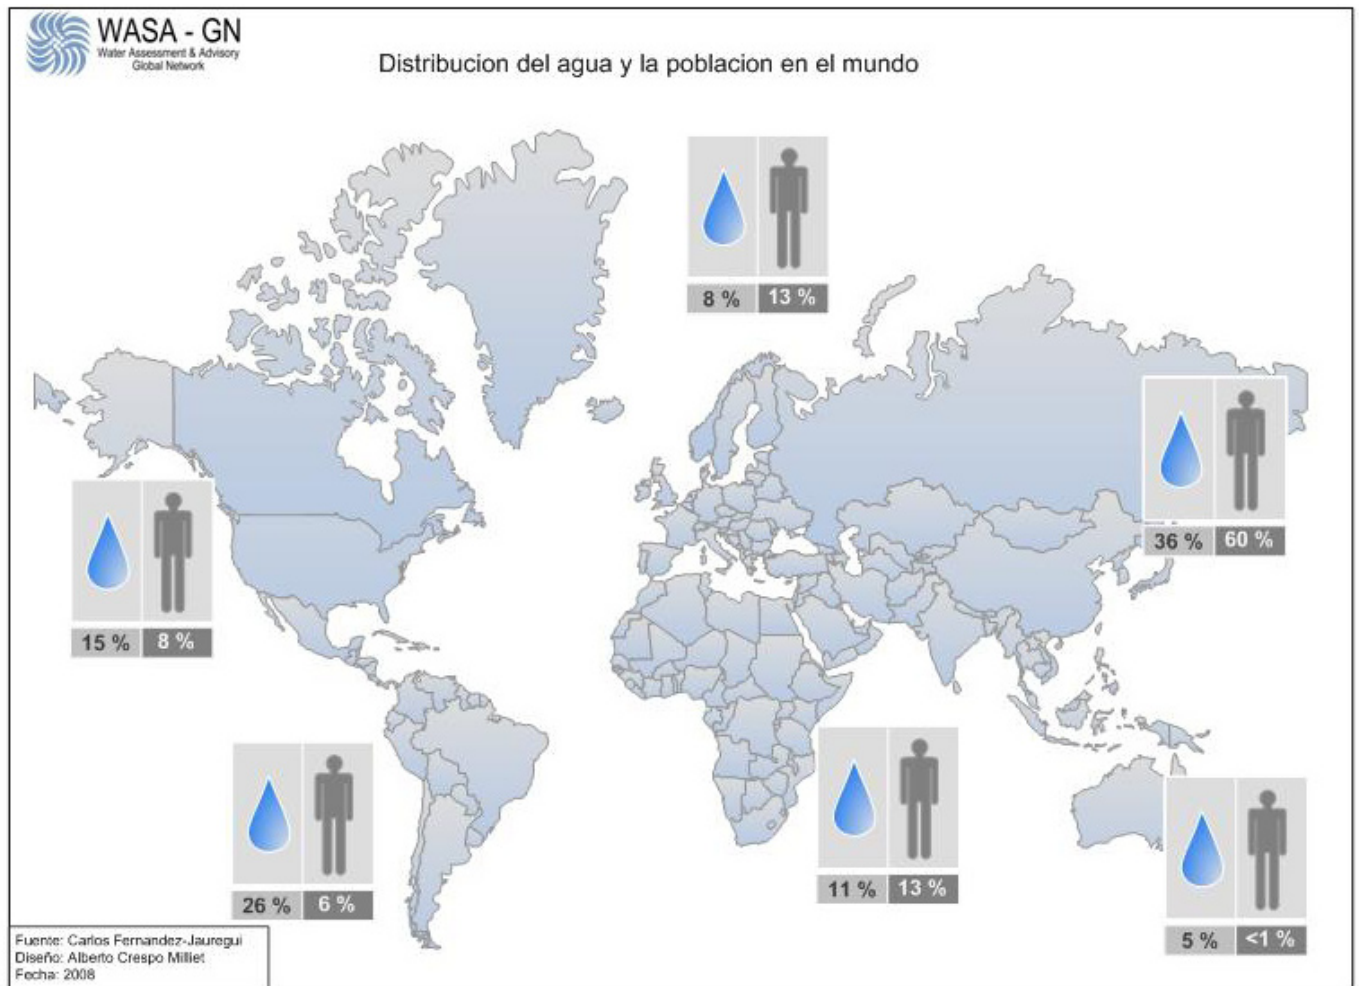 WASA - GN
Water Assessment & Advisory
Global Network
Distribucion del agua y la poblacion en el mundo
8 % 13 %
36 % 60 %
15 % 8 %
26 % 6 %
11 % 13 %
5 % <1 %
Fuente: Carlos Fernandez-Jauregui
Diseño: Alberto Crespo Milliet
Fecha: 2008